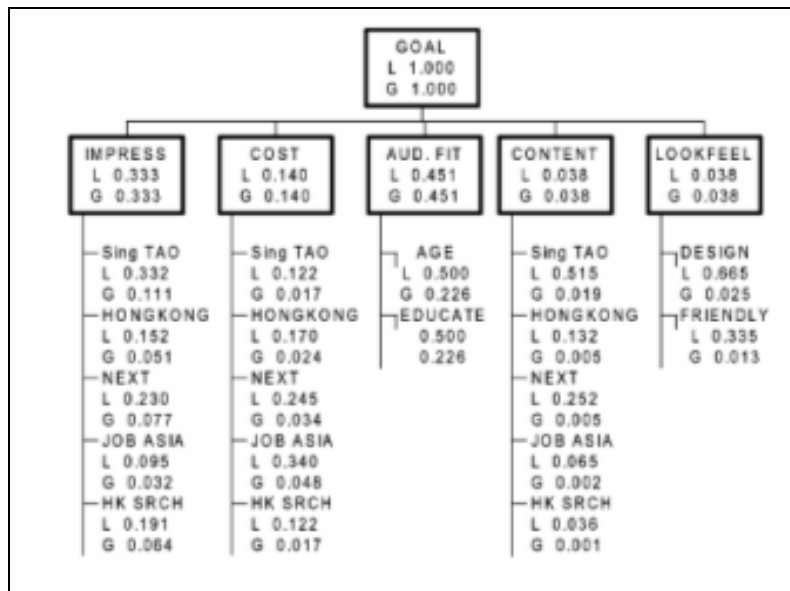 GOAL
L 1.000
G 1.000
IMPRESS
L 0.333
G 0.333
COST
L 0.140
G 0.140
AUD. FIT
L 0.451
G 0.451
CONTENT
L 0.038
G 0.038
LOOKFEEL
L 0.038
G 0.038
Sing TAO
L 0.332
G 0.111
HONGKONG
L 0.152
G 0.051
NEXT
L 0.230
G 0.077
JOB ASIA
L 0.095
G 0.032
HK SRCH
L 0.191
G 0.064
Sing TAO
L 0.122
G 0.017
HONGKONG
L 0.170
G 0.024
NEXT
L 0.245
G 0.034
JOB ASIA
L 0.340
G 0.048
HK SRCH
L 0.122
G 0.017
AGE
L 0.500
G 0.226
EDUCATE
0.500
0.226
Sing TAO
L 0.515
G 0.019
HONGKONG
L 0.132
G 0.005
NEXT
L 0.252
G 0.005
JOB ASIA
L 0.065
G 0.002
HK SRCH
L 0.036
G 0.001
DESIGN
L 0.665
G 0.025
FRIENDLY
L 0.335
G 0.013